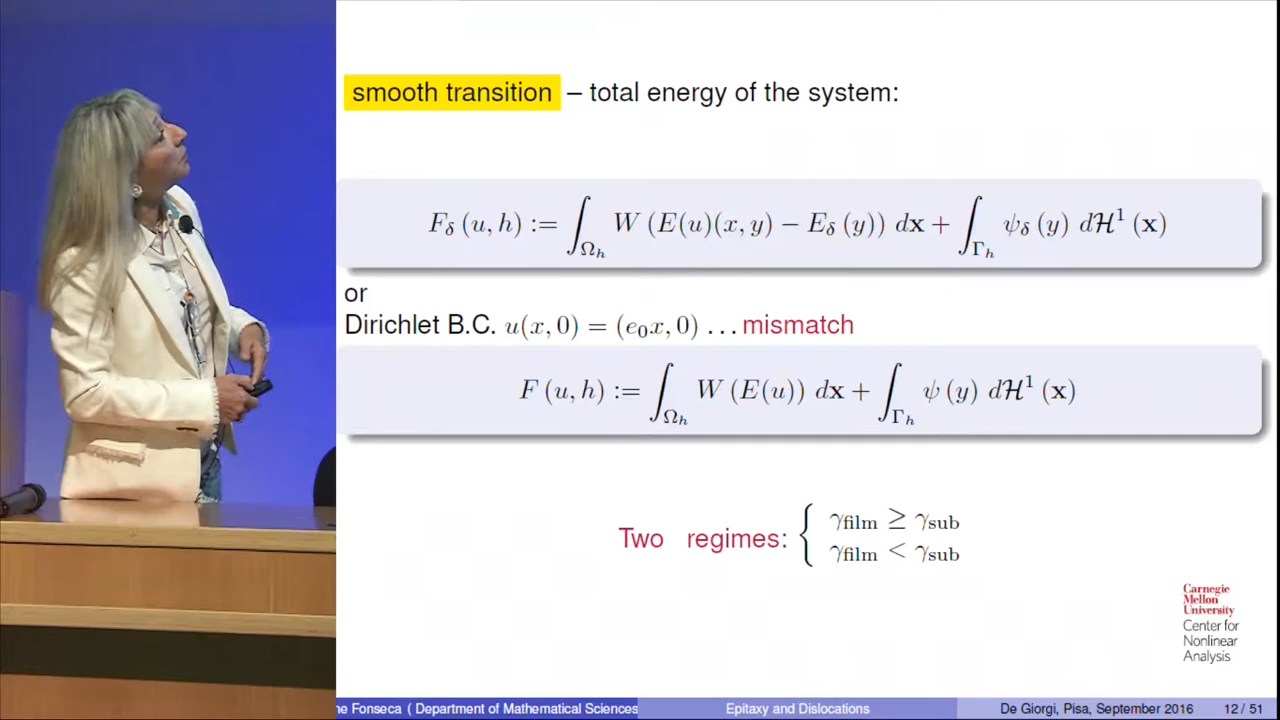 smooth transition – total energy of the system:
F_δ (u, h) := ∫_{Ω_h} W (E(u)(x, y) − E_δ (y)) dx + ∫_{Γ_h} ψ_δ (y) dℋ¹ (x)
or
Dirichlet B.C. u(x, 0) = (e₀x, 0) … mismatch
F (u, h) := ∫_{Ω_h} W (E(u)) dx + ∫_{Γ_h} ψ (y) dℋ¹ (x)
Two regimes: { γ_film ≥ γ_sub
γ_film < γ_sub
Carnegie
Mellon
University
Center for
Nonlinear
Analysis
ne Fonseca ( Department of Mathematical Sciences Epitaxy and Dislocations De Giorgi, Pisa, September 2016 12 / 51